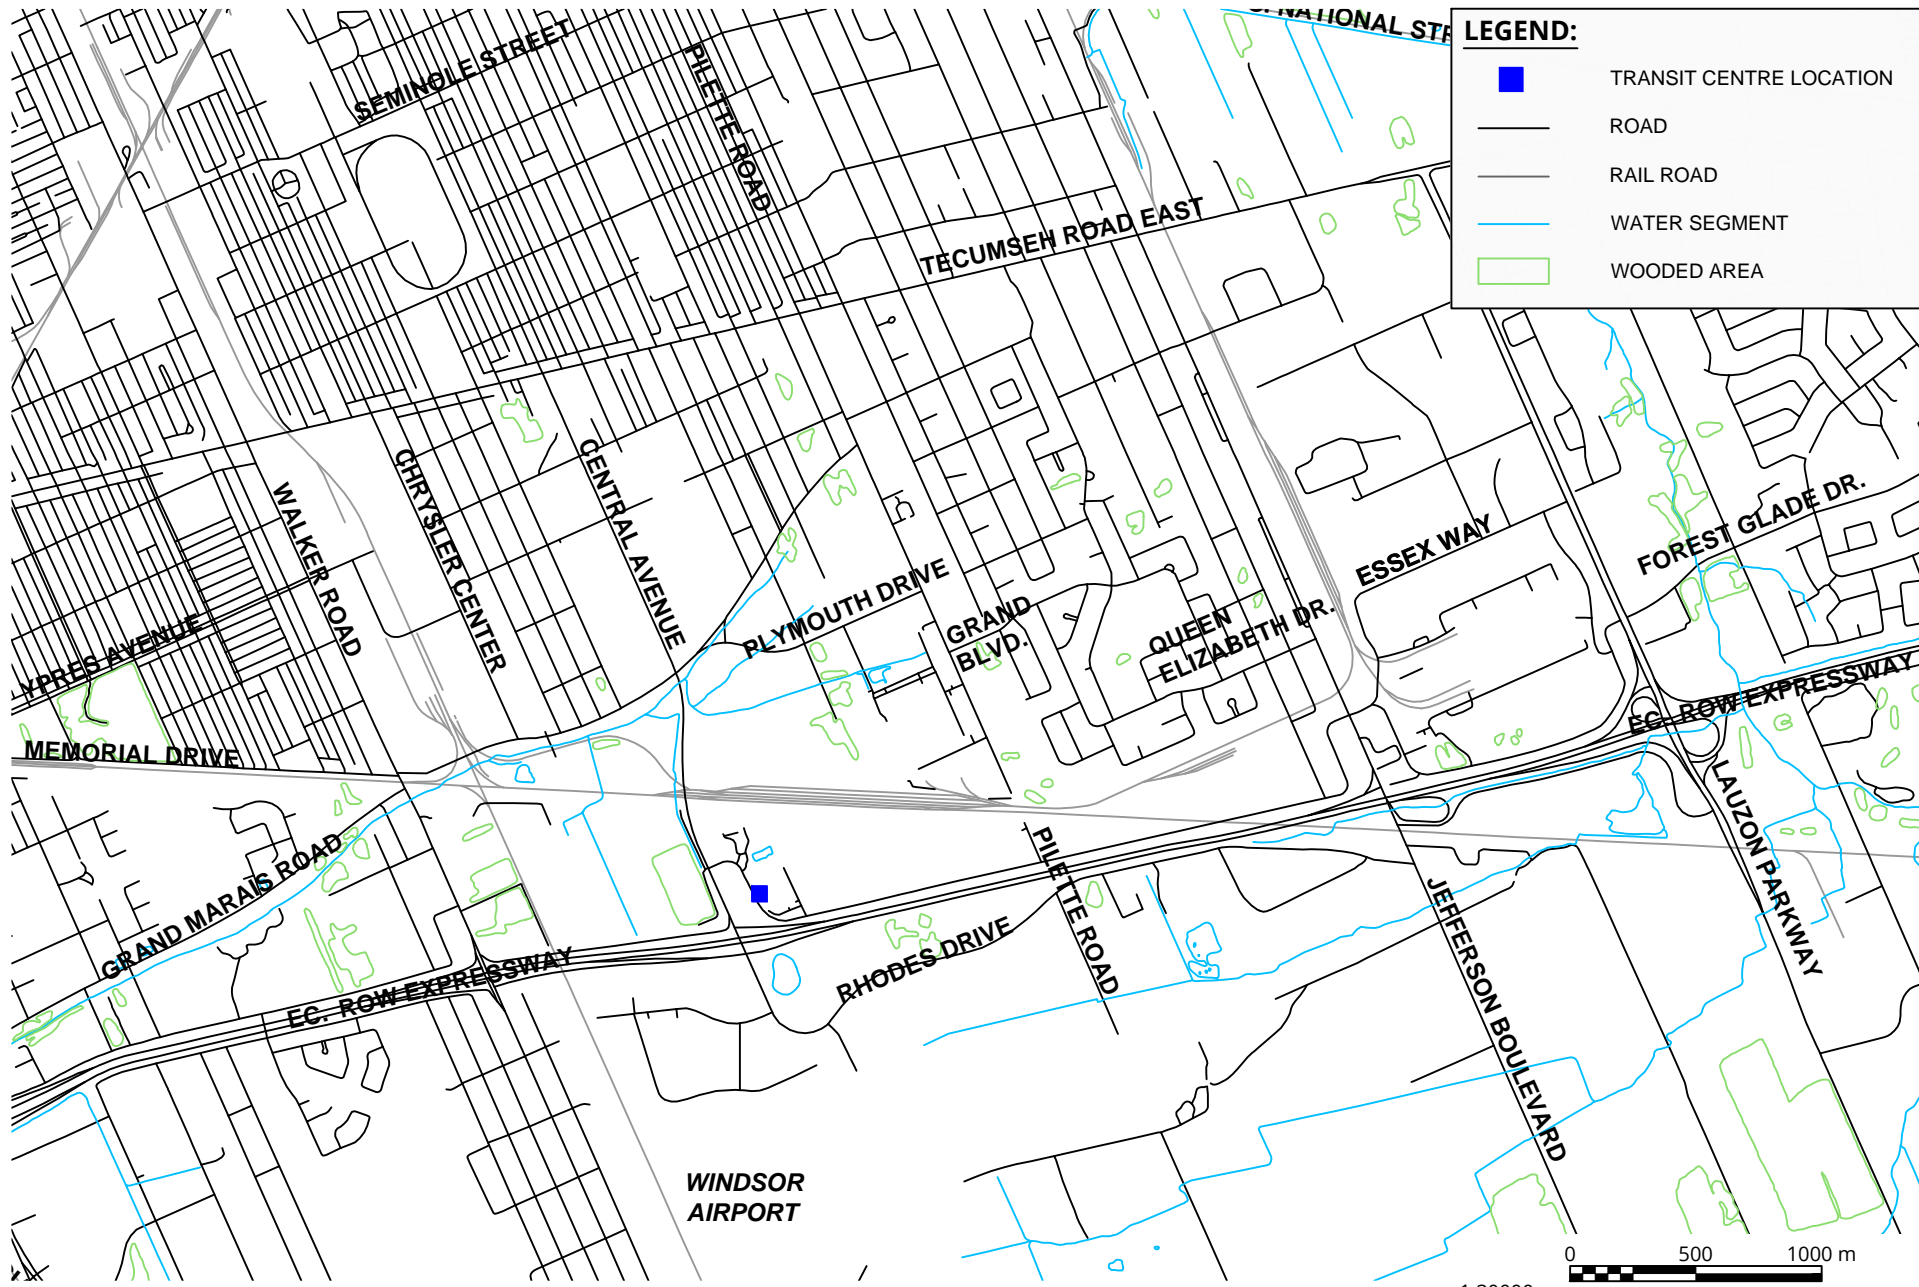 NATIONAL
LEGEND:
TRANSIT CENTRE LOCATION
ROAD
RAIL ROAD
WATER SEGMENT
WOODED AREA
SEMINOLE STREET
PILETTE ROAD
TECUMSEH ROAD EAST
WALKER ROAD
CHRYSLER CENTER
CENTRAL AVENUE
PLYMOUTH DRIVE
GRAND
BLVD.
QUEEN
ELIZABETH DR.
ESSEX WAY
FOREST GLADE DR.
YPRES AVENUE
MEMORIAL DRIVE
EC. ROW EXPRESSWAY
GRAND MARAIS ROAD
EC. ROW EXPRESSWAY
RHODES DRIVE
PILETTE ROAD
JEFFERSON BOULEVARD
LAUZON PARKWAY
WINDSOR
AIRPORT
0 500 1000 m